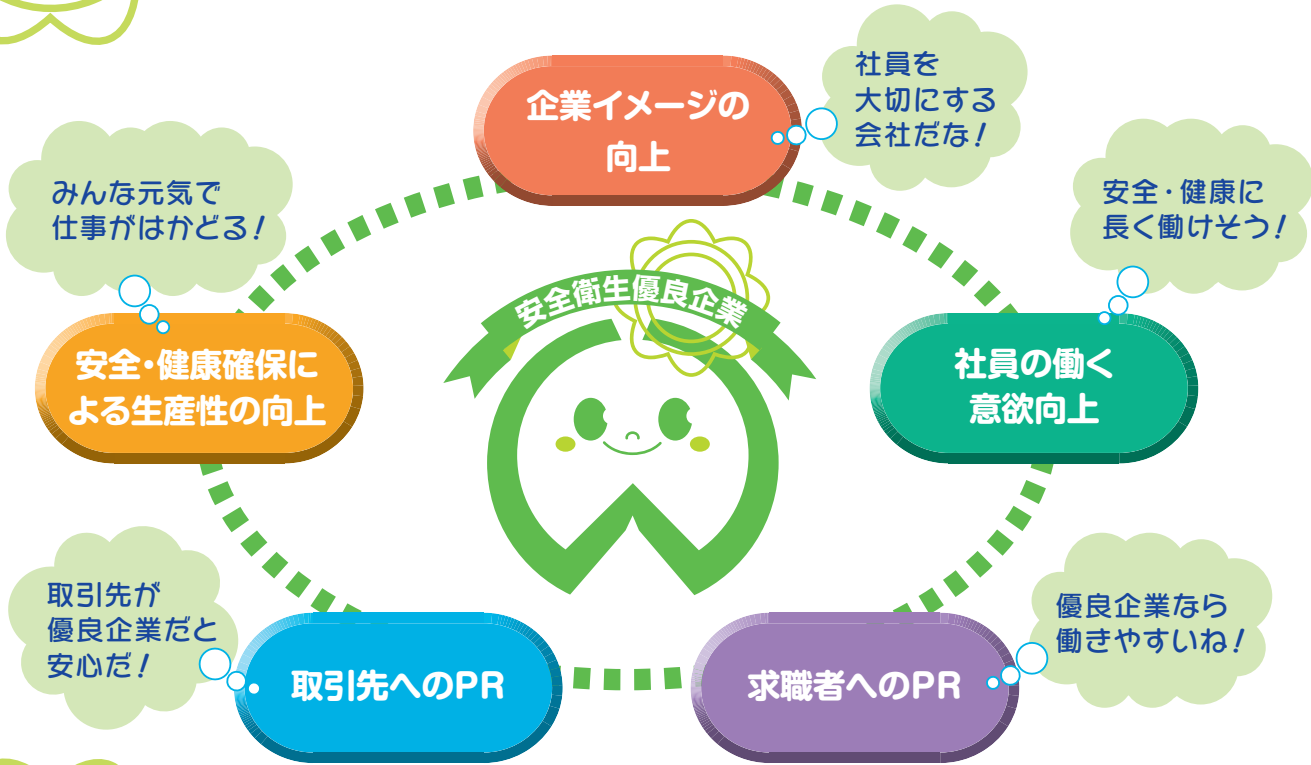 企業イメージの
向上
社員を
大切にする
会社だな！
みんな元気で
仕事がはかどる！
安全・健康に
長く働けそう！
安全衛生優良企業
安全・健康確保に
よる生産性の向上
社員の働く
意欲向上
取引先が
優良企業だと
安心だ！
取引先へのPR
求職者へのPR
優良企業なら
働きやすいね！